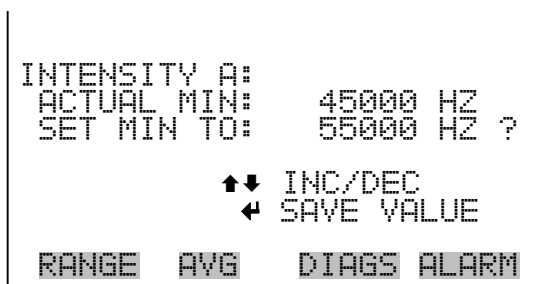 INTENSITY A:
ACTUAL MIN: 45000 HZ
SET MIN TO: 55000 HZ ?
⬆⬇ INC/DEC
↵ SAVE VALUE
RANGE AVG DIAGS ALARM